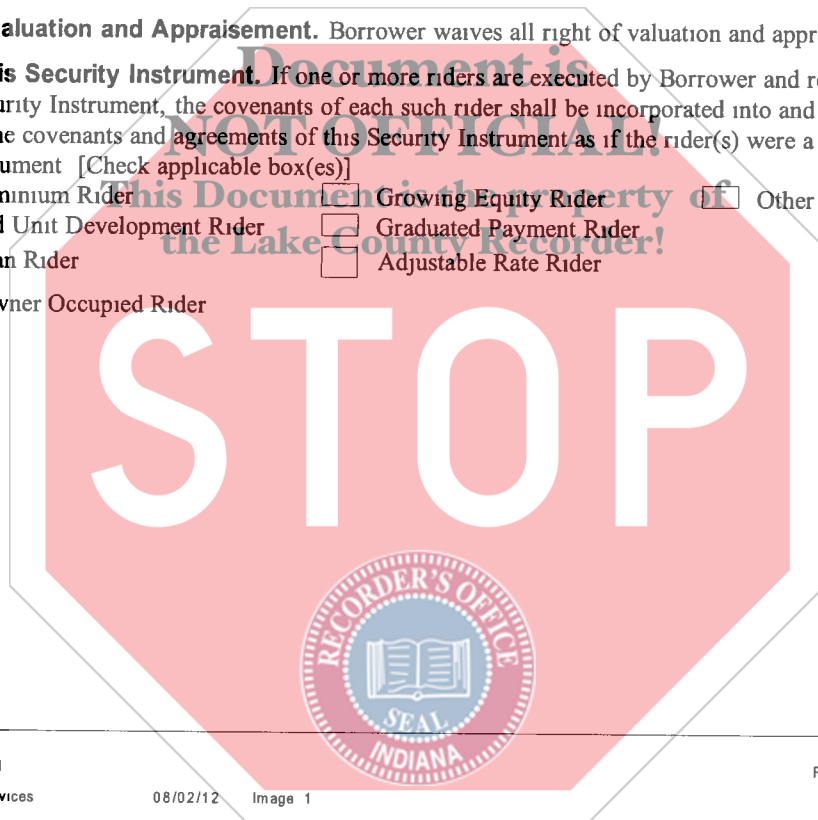 aluation and Appraisement. Borrower waives all right of valuation and appr
Document is
is Security Instrument. If one or more riders are executed by Borrower and re
urity Instrument, the covenants of each such rider shall be incorporated into and
NOT OFFICIAL!
he covenants and agreements of this Security Instrument as if the rider(s) were a
ument [Check applicable box(es)]
This Document is the property of
minium Rider Growing Equity Rider Other
d Unit Development Rider Graduated Payment Rider
the Lake County Recorder!
an Rider Adjustable Rate Rider
wner Occupied Rider
STOP
RECORDER'S OFFICE
SEAL
INDIANA
vices 08/02/12 Image 1